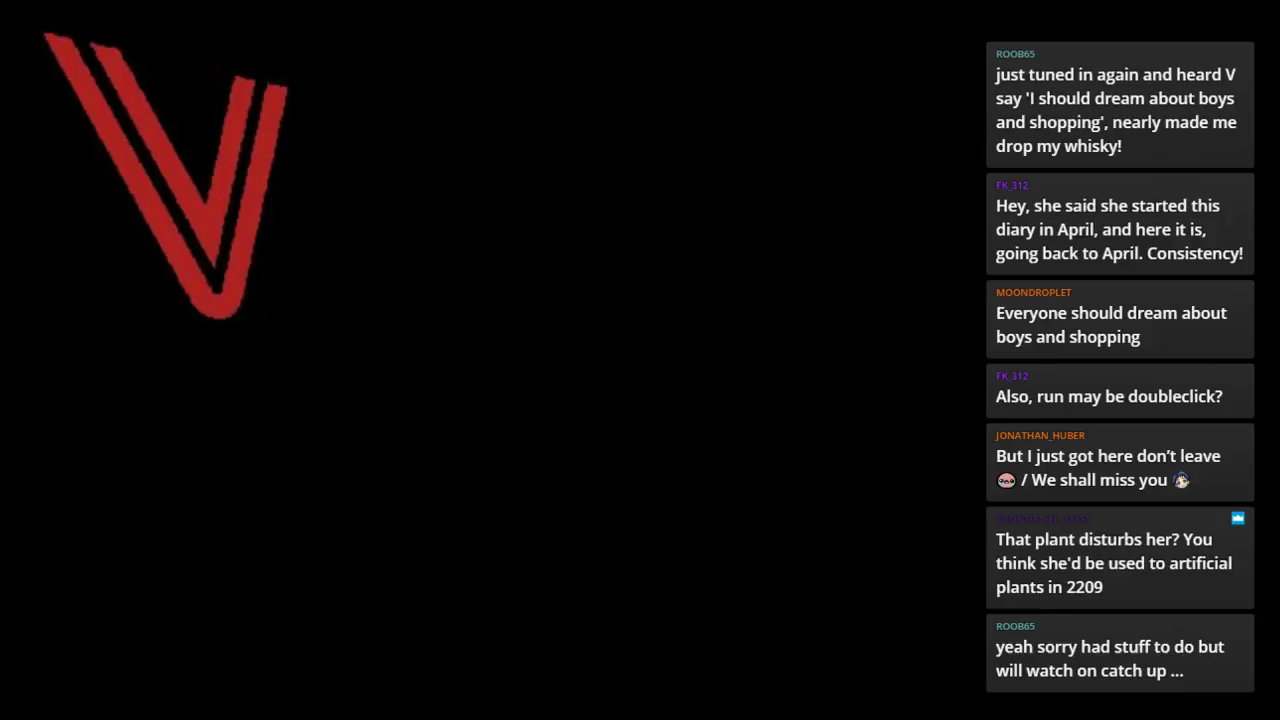 V
ROOB65
just tuned in again and heard V
say 'I should dream about boys
and shopping', nearly made me
drop my whisky!
FK_312
Hey, she said she started this
diary in April, and here it is,
going back to April. Consistency!
MOONDROPLET
Everyone should dream about
boys and shopping
FK_312
Also, run may be doubleclick?
JONATHAN_HUBER
But I just got here don't leave
/ We shall miss you
That plant disturbs her? You
think she'd be used to artificial
plants in 2209
ROOB65
yeah sorry had stuff to do but
will watch on catch up ...